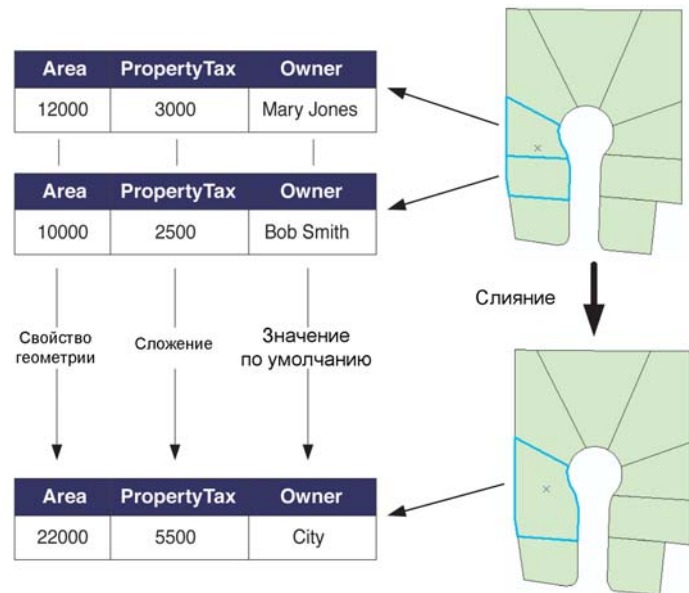 Area PropertyTax Owner
12000 3000 Mary Jones
Area PropertyTax Owner
10000 2500 Bob Smith
Слияние
Свойство
геометрии
Сложение
Значение
по умолчанию
Area PropertyTax Owner
22000 5500 City